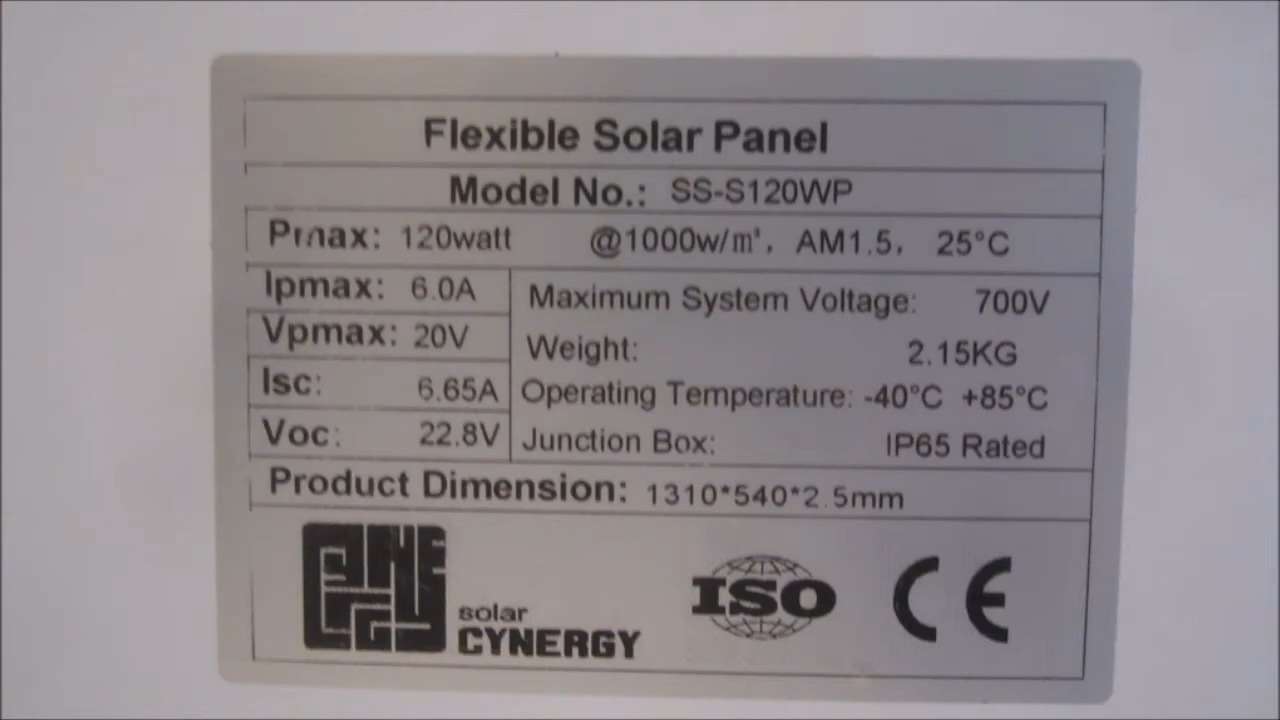 Flexible Solar Panel
Model No.: SS-S120WP
Pmax: 120watt @1000w/m², AM1.5, 25°C
Ipmax: 6.0A
Vpmax: 20V
Isc: 6.65A
Voc: 22.8V
Maximum System Voltage: 700V
Weight: 2.15KG
Operating Temperature: -40°C +85°C
Junction Box: IP65 Rated
Product Dimension: 1310*540*2.5mm
solar
CYNERGY
ISO
CE